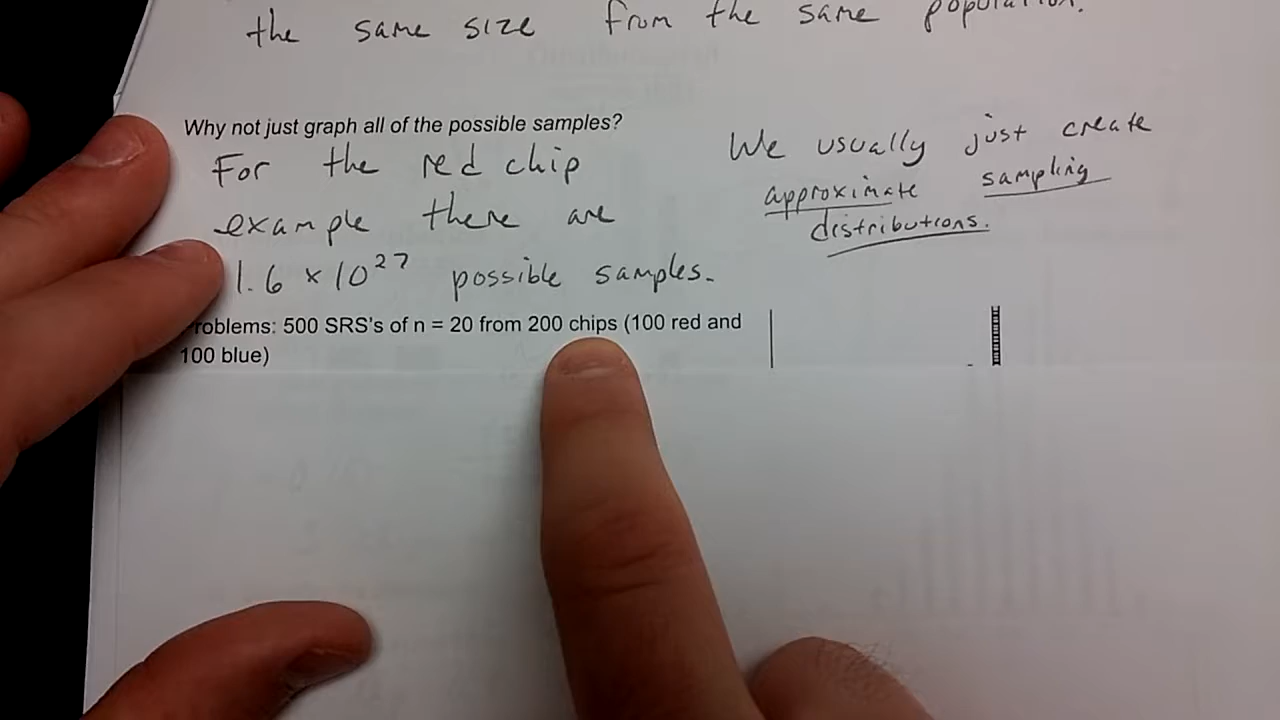 the same size from the same population.
Why not just graph all of the possible samples?
For the red chip
example there are
1.6 × 10²⁷ possible samples.
We usually just create
approximate sampling
distributions.
roblems: 500 SRS's of n = 20 from 200 chips (100 red and
100 blue)